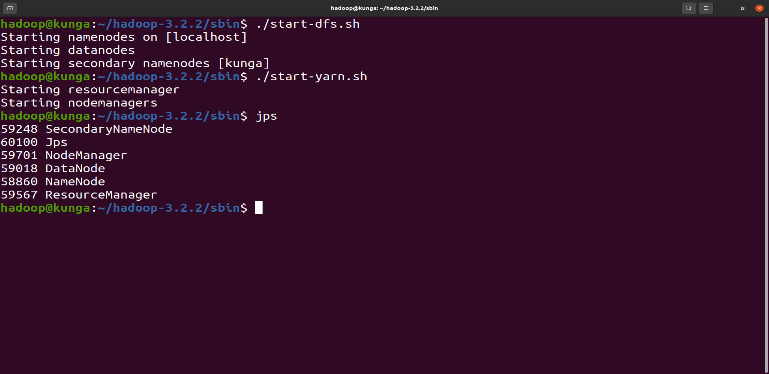 hadoop@kunga: ~/hadoop-3.2.2/sbin
hadoop@kunga:~/hadoop-3.2.2/sbin$ ./start-dfs.sh
Starting namenodes on [localhost]
Starting datanodes
Starting secondary namenodes [kunga]
hadoop@kunga:~/hadoop-3.2.2/sbin$ ./start-yarn.sh
Starting resourcemanager
Starting nodemanagers
hadoop@kunga:~/hadoop-3.2.2/sbin$ jps
59248 SecondaryNameNode
60100 Jps
59701 NodeManager
59018 DataNode
58860 NameNode
59567 ResourceManager
hadoop@kunga:~/hadoop-3.2.2/sbin$